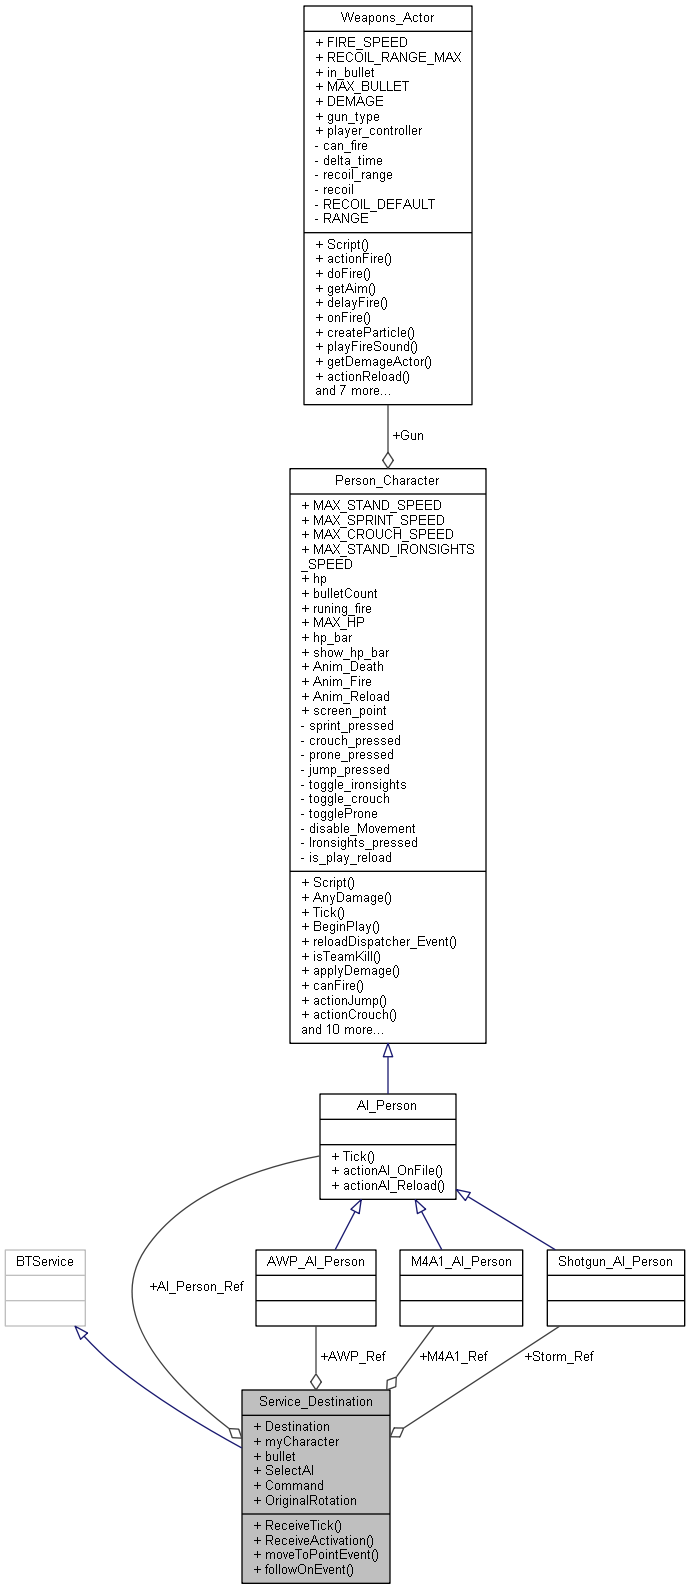 Weapons_Actor
+ FIRE_SPEED
+ RECOIL_RANGE_MAX
+ in_bullet
+ MAX_BULLET
+ DEMAGE
+ gun_type
+ player_controller
- can_fire
- delta_time
- recoil_range
- recoil
- RECOIL_DEFAULT
- RANGE
+ Script()
+ actionFire()
+ doFire()
+ getAim()
+ delayFire()
+ onFire()
+ createParticle()
+ playFireSound()
+ getDemageActor()
+ actionReload()
and 7 more...
+Gun
Person_Character
+ MAX_STAND_SPEED
+ MAX_SPRINT_SPEED
+ MAX_CROUCH_SPEED
+ MAX_STAND_IRONSIGHTS
_SPEED
+ hp
+ bulletCount
+ runing_fire
+ MAX_HP
+ hp_bar
+ show_hp_bar
+ Anim_Death
+ Anim_Fire
+ Anim_Reload
+ screen_point
- sprint_pressed
- crouch_pressed
- prone_pressed
- jump_pressed
- toggle_ironsights
- toggle_crouch
- toggleProne
- disable_Movement
- Ironsights_pressed
- is_play_reload
+ Script()
+ AnyDamage()
+ Tick()
+ BeginPlay()
+ reloadDispatcher_Event()
+ isTeamKill()
+ applyDemage()
+ canFire()
+ actionJump()
+ actionCrouch()
and 10 more...
AI_Person
+ Tick()
+ actionAI_OnFile()
+ actionAI_Reload()
BTService
AWP_AI_Person
M4A1_AI_Person
Shotgun_AI_Person
+AI_Person_Ref
+AWP_Ref
+M4A1_Ref
+Storm_Ref
Service_Destination
+ Destination
+ myCharacter
+ bullet
+ SelectAI
+ Command
+ OriginalRotation
+ ReceiveTick()
+ ReceiveActivation()
+ moveToPointEvent()
+ followOnEvent()